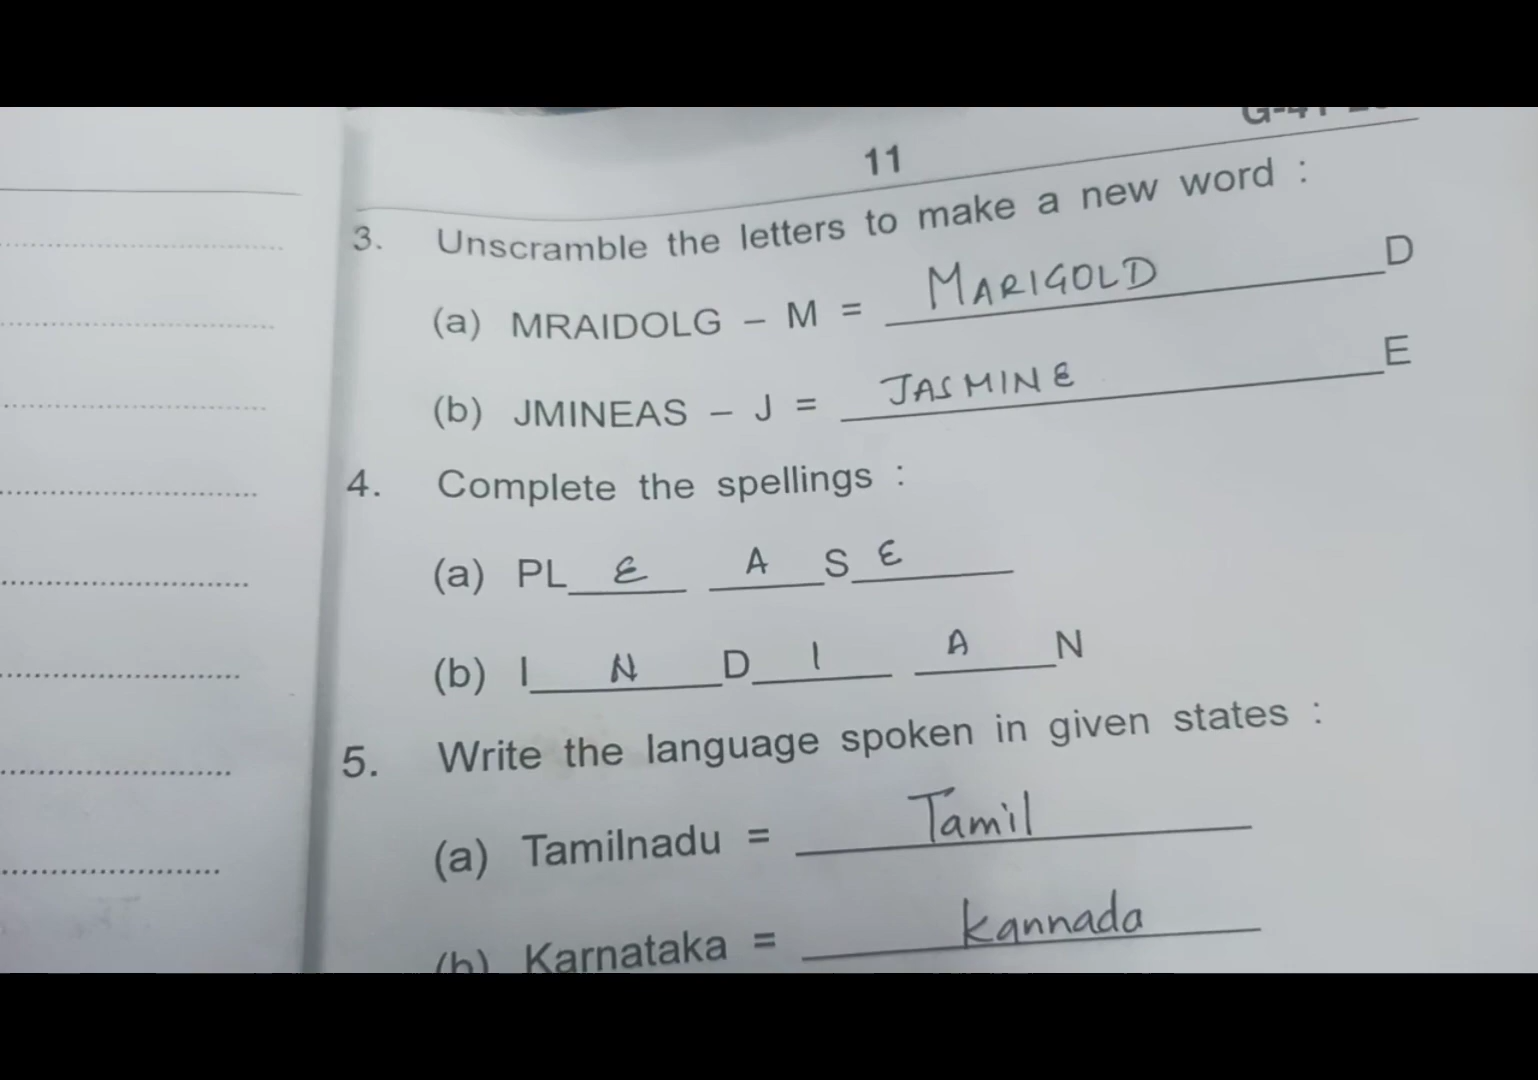 11
3. Unscramble the letters to make a new word :
(a) MRAIDOLG – M = MARIGOLD D
(b) JMINEAS – J = JASMINE E
4. Complete the spellings :
(a) PL E A S E
(b) I N D I A N
5. Write the language spoken in given states :
(a) Tamilnadu = Tamil
(b) Karnataka = kannada